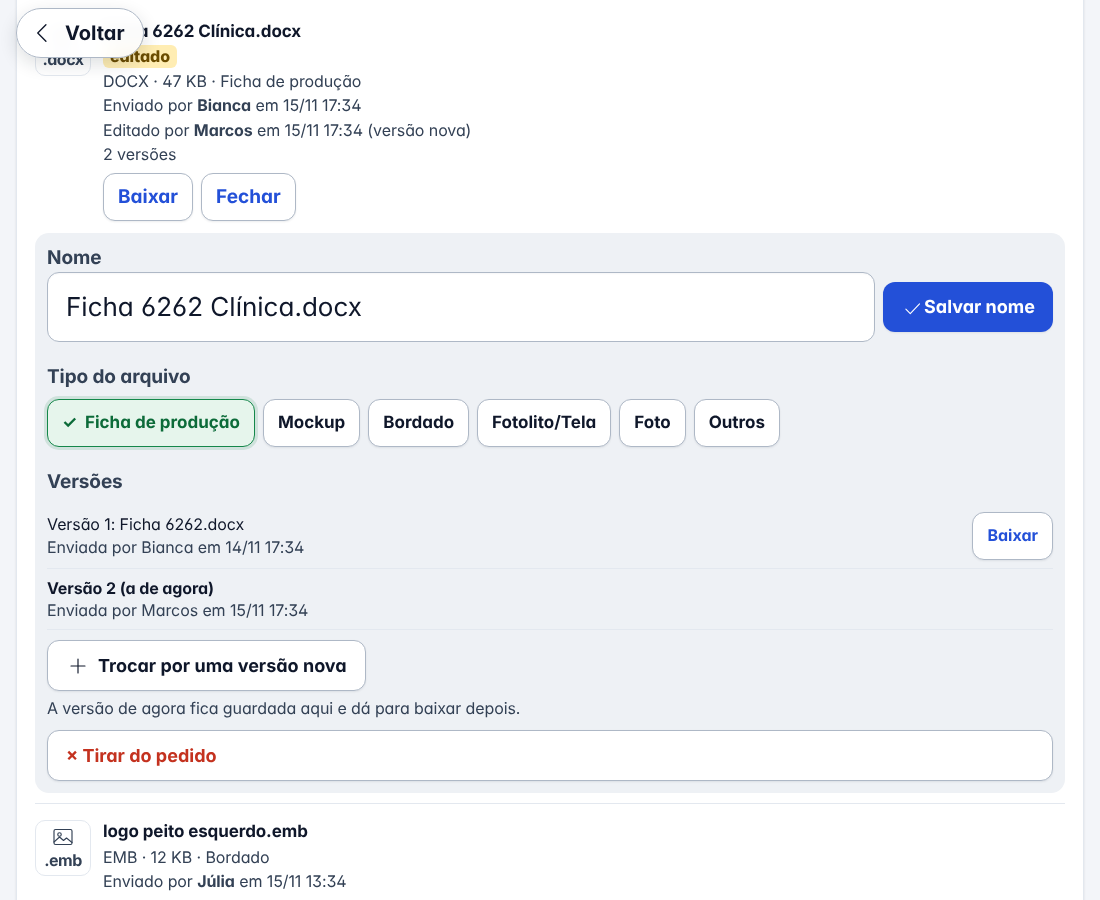 Voltar
6262 Clínica.docx
.docx
editado
DOCX · 47 KB · Ficha de produção
Enviado por Bianca em 15/11 17:34
Editado por Marcos em 15/11 17:34 (versão nova)
2 versões
Baixar
Fechar
Nome
Ficha 6262 Clínica.docx
Salvar nome
Tipo do arquivo
Ficha de produção
Mockup
Bordado
Fotolito/Tela
Foto
Outros
Versões
Versão 1: Ficha 6262.docx
Enviada por Bianca em 14/11 17:34
Baixar
Versão 2 (a de agora)
Enviada por Marcos em 15/11 17:34
Trocar por uma versão nova
A versão de agora fica guardada aqui e dá para baixar depois.
Tirar do pedido
logo peito esquerdo.emb
.emb
EMB · 12 KB · Bordado
Enviado por Júlia em 15/11 13:34